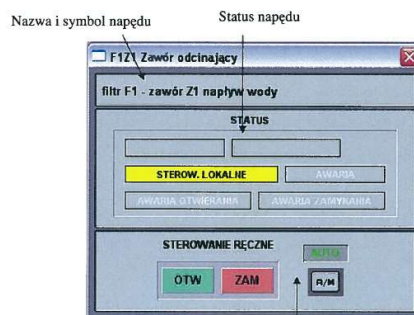 Nazwa i symbol napędu
Status napędu
F1Z1 Zawór odcinający
filtr F1 - zawór Z1 napływ wody
STATUS
STEROW. LOKALNE
AWARIA
AWARIA OTWIERANIA
AWARIA ZAMYKANIA
STEROWANIE RĘCZNE
AUTO
OTW
ZAM
R/M